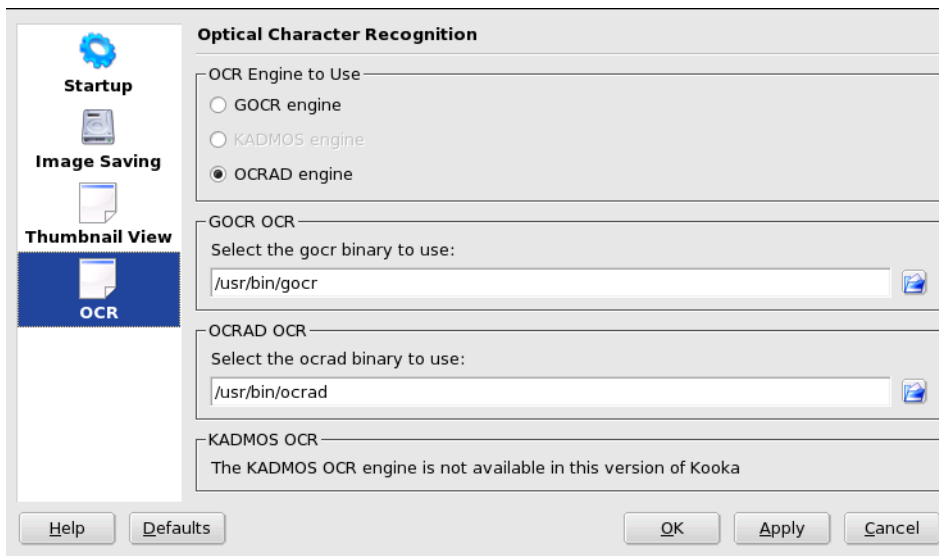 Startup
Image Saving
Thumbnail View
OCR
Optical Character Recognition
OCR Engine to Use
GOCR engine
KADMOS engine
OCRAD engine
GOCR OCR
Select the gocr binary to use:
/usr/bin/gocr
OCRAD OCR
Select the ocrad binary to use:
/usr/bin/ocrad
KADMOS OCR
The KADMOS OCR engine is not available in this version of Kooka
Help Defaults OK Apply Cancel